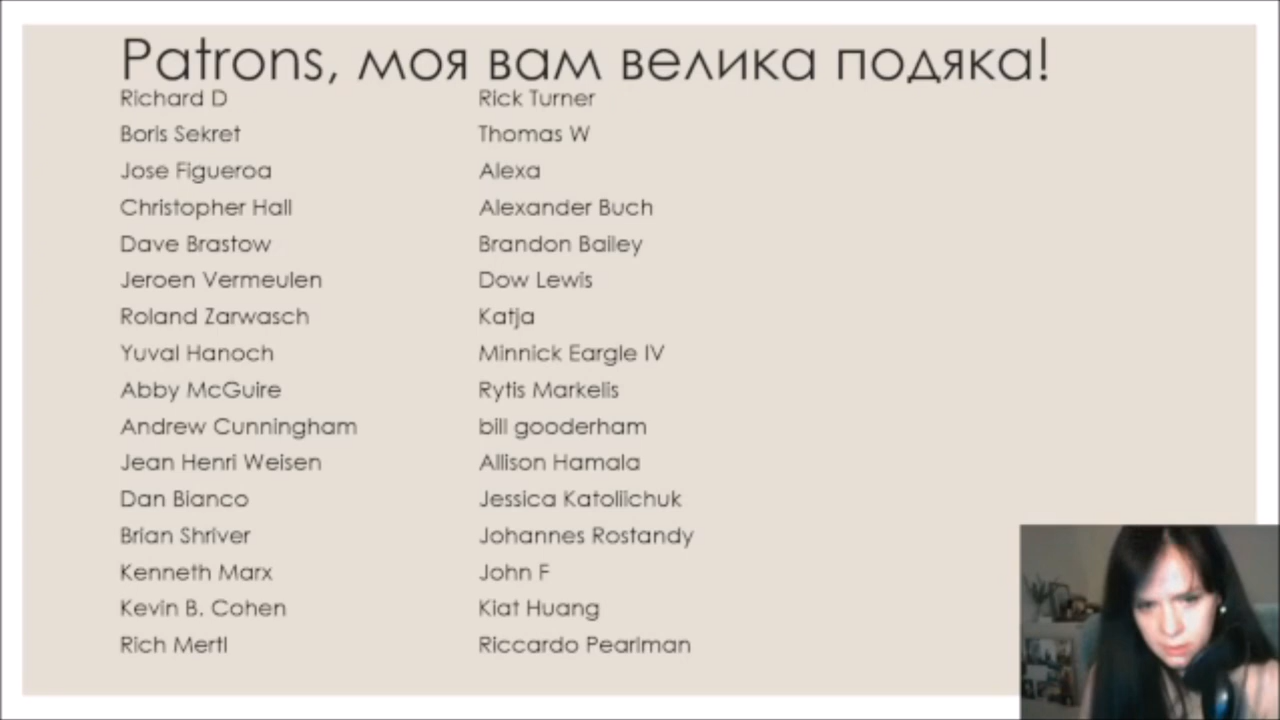 Patrons, моя вам велика подяка!
Richard D
Boris Sekret
Jose Figueroa
Christopher Hall
Dave Brastow
Jeroen Vermeulen
Roland Zarwasch
Yuval Hanoch
Abby McGuire
Andrew Cunningham
Jean Henri Weisen
Dan Bianco
Brian Shriver
Kenneth Marx
Kevin B. Cohen
Rich Mertl
Rick Turner
Thomas W
Alexa
Alexander Buch
Brandon Bailey
Dow Lewis
Katja
Minnick Eargle IV
Rytis Markelis
bill gooderham
Allison Hamala
Jessica Katoliichuk
Johannes Rostandy
John F
Kiat Huang
Riccardo Pearlman